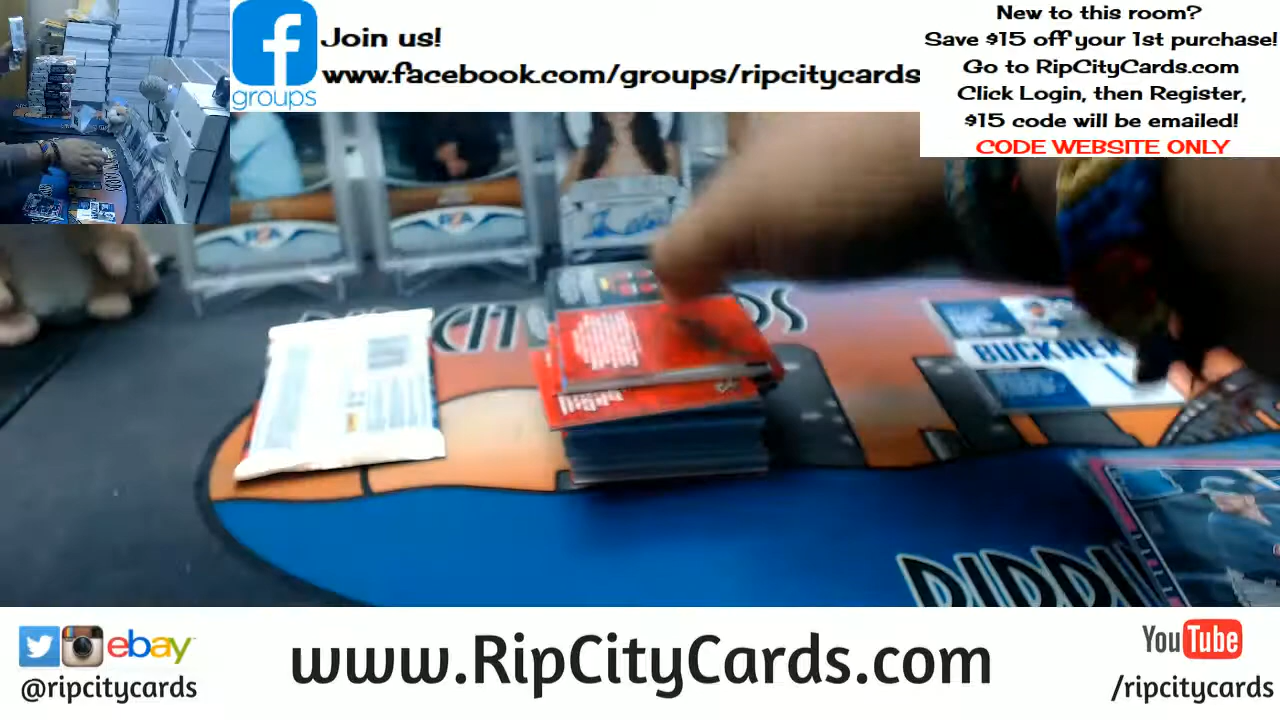 Join us!
www.facebook.com/groups/ripcitycards
groups
New to this room?
Save $15 off your 1st purchase!
Go to RipCityCards.com
Click Login, then Register,
$15 code will be emailed!
CODE WEBSITE ONLY
BUCKNER
ebay
@ripcitycards
www.RipCityCards.com
YouTube
/ripcitycards